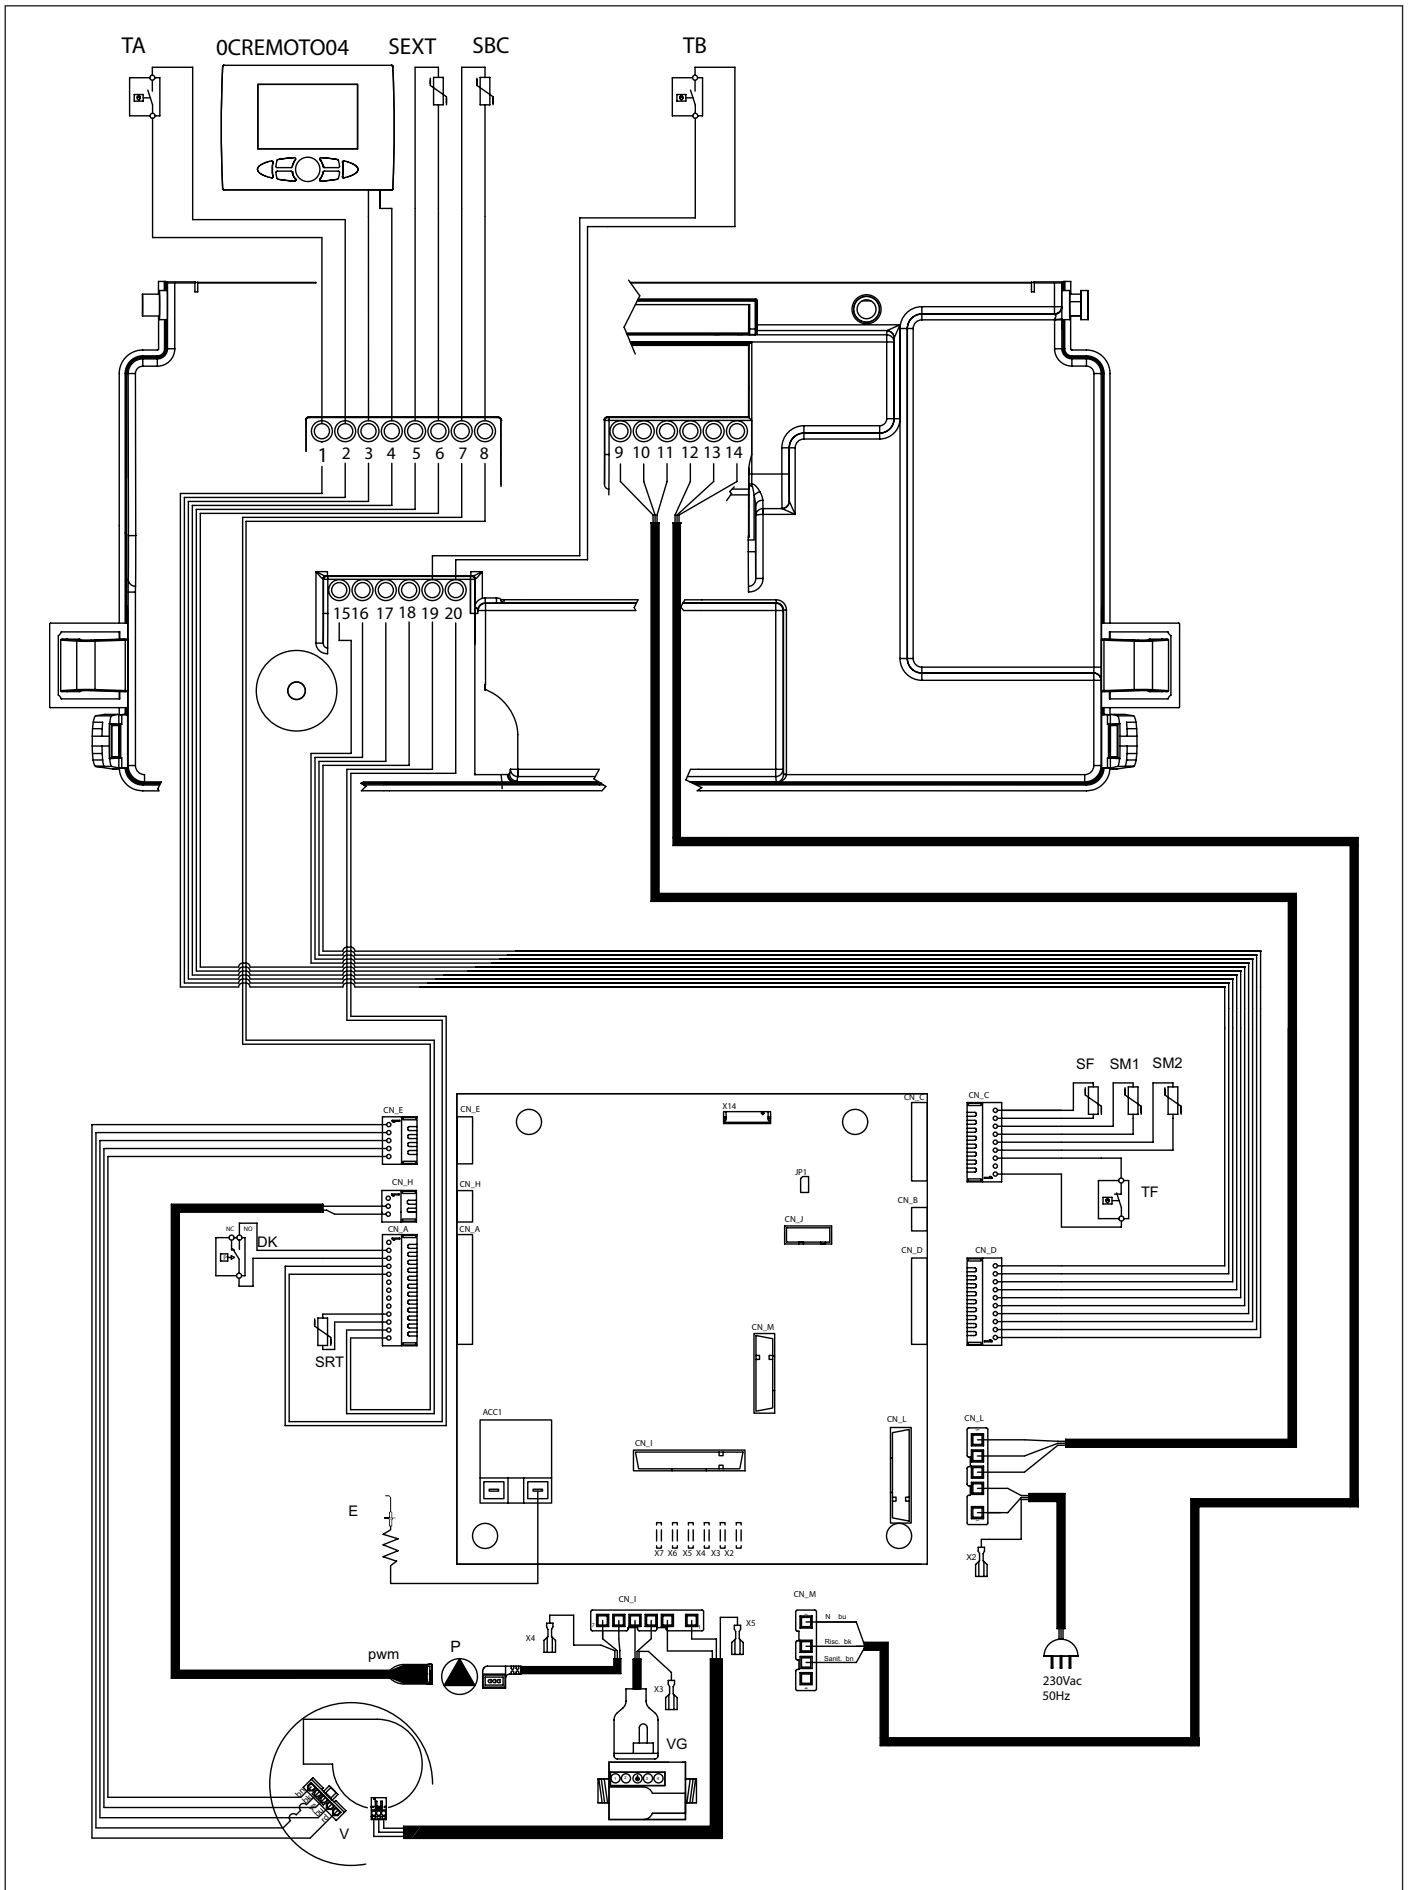 TA
0CREMOTO04
SEXT
SBC
TB
1 2 3 4 5 6 7 8
9 10 11 12 13 14
15 16 17 18 19 20
SF SM1 SM2
CN_E
CN_E
X14
CN_C
CN_C
JP1
CN_H
CN_H
TF
CN_J
CN_B
NC NO
DK
CN_A
CN_A
CN_D
CN_D
CN_M
SRT
ACC1
CN_I
CN_L
CN_L
E
X7 X6 X5 X4 X3 X2
X2
CN_I
CN_M
X4
X5
N bu
Risc. bk
Sanit. bn
pwm
P
X3
230Vac
50Hz
VG
V